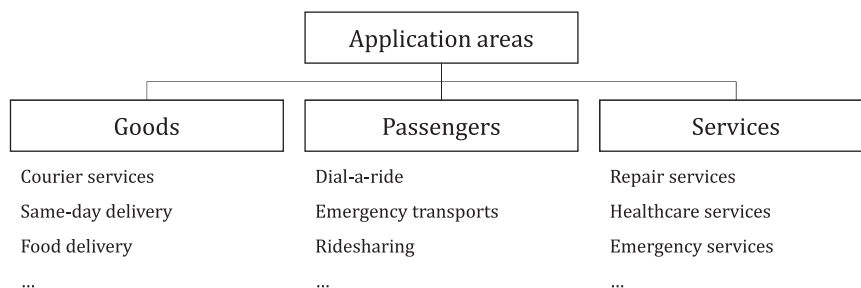 Application areas
Goods
Courier services
Same-day delivery
Food delivery
...
Passengers
Dial-a-ride
Emergency transports
Ridesharing
...
Services
Repair services
Healthcare services
Emergency services
...